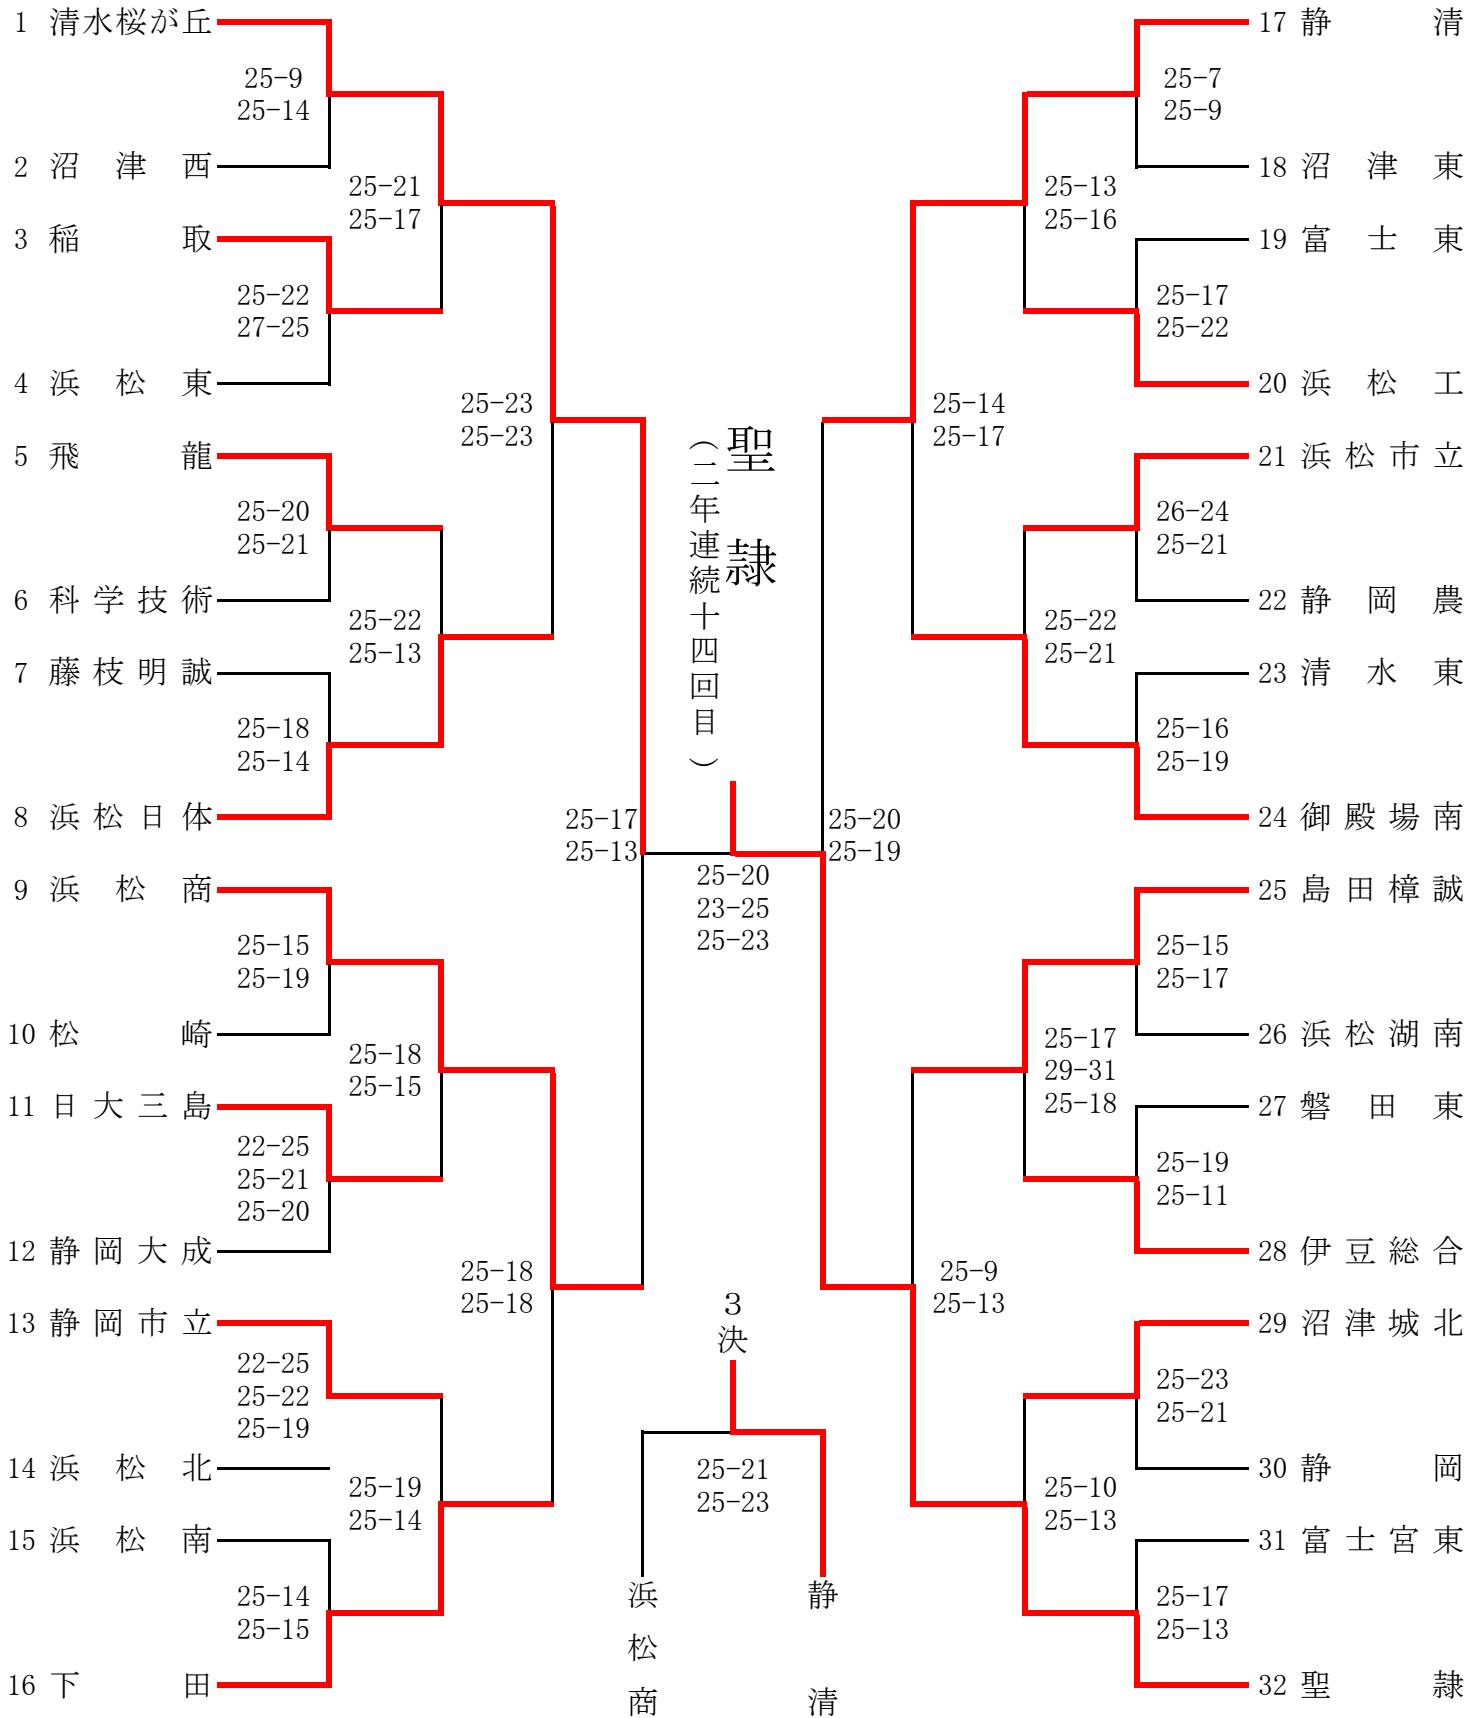 1 清水桜が丘
25-9
25-14
2 沼津西
25-21
25-17
3 稲取
25-22
27-25
4 浜松東
25-23
25-23
5 飛龍
25-20
25-21
6 科学技術
25-22
25-13
7 藤枝明誠
25-18
25-14
8 浜松日体
25-17
25-13
9 浜松商
25-15
25-19
10 松崎
25-18
25-15
11 日大三島
22-25
25-21
25-20
12 静岡大成
25-18
25-18
13 静岡市立
22-25
25-22
25-19
14 浜松北
25-19
25-14
15 浜松南
25-14
25-15
16 下田
聖隷
(二年連続十四回目)
25-20
23-25
25-23
3決
25-21
25-23
浜松商
静清
17 静清
25-7
25-9
18 沼津東
25-13
25-16
19 富士東
25-17
25-22
20 浜松工
25-14
25-17
21 浜松市立
26-24
25-21
22 静岡農
25-22
25-21
23 清水東
25-16
25-19
24 御殿場南
25-20
25-19
25 島田樟誠
25-15
25-17
26 浜松湖南
25-17
29-31
25-18
27 磐田東
25-19
25-11
28 伊豆総合
25-9
25-13
29 沼津城北
25-23
25-21
30 静岡
25-10
25-13
31 富士宮東
25-17
25-13
32 聖隷